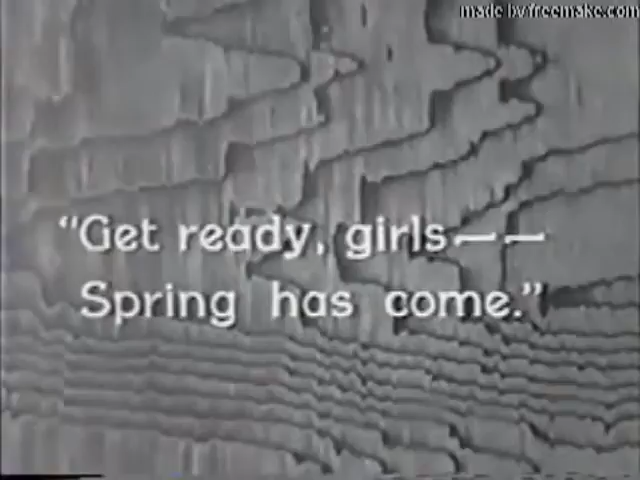 made by freemake.com
“Get ready, girls——
Spring has come.”